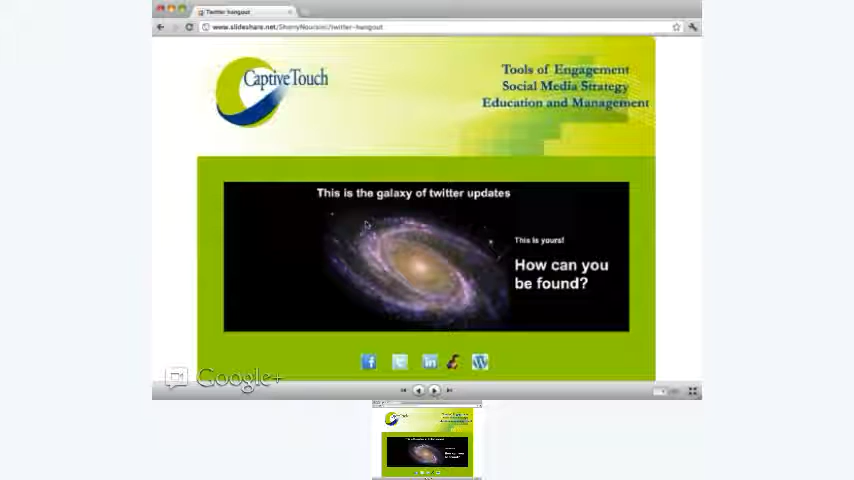 Twitter hangout
www.slideshare.net/SherryNouraini/twitter-hangout
CaptiveTouch
Tools of Engagement
Social Media Strategy
Education and Management
This is the galaxy of twitter updates
This is yours!
How can you
be found?
Google+